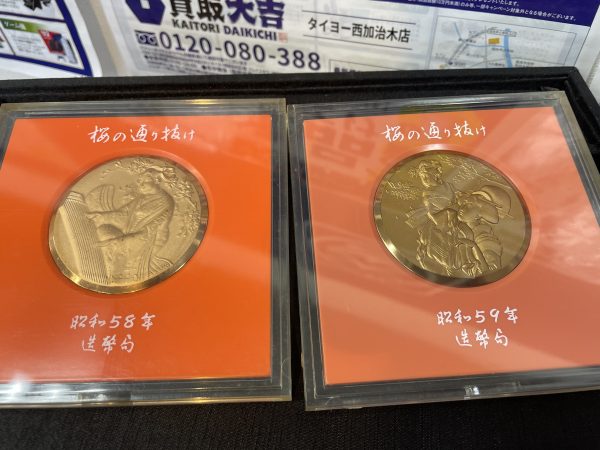 買取大吉
タイヨー西加治木店
KAITORI DAIKICHI
0120-080-388
桜の通り抜け
昭和58年
造幣局
桜の通り抜け
昭和59年
造幣局